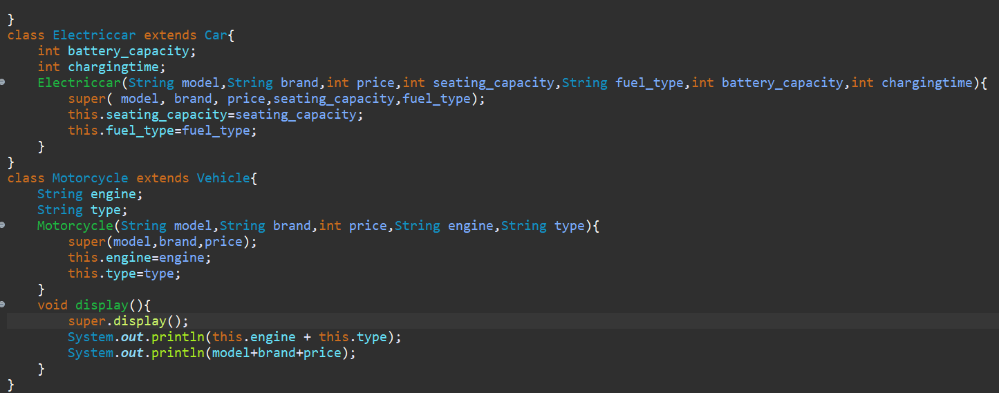 }
class Electriccar extends Car{
    int battery_capacity;
    int chargingtime;
    Electriccar(String model,String brand,int price,int seating_capacity,String fuel_type,int battery_capacity,int chargingtime){
        super( model, brand, price,seating_capacity,fuel_type);
        this.seating_capacity=seating_capacity;
        this.fuel_type=fuel_type;
    }
}
class Motorcycle extends Vehicle{
    String engine;
    String type;
    Motorcycle(String model,String brand,int price,String engine,String type){
        super(model,brand,price);
        this.engine=engine;
        this.type=type;
    }
    void display(){
        super.display();
        System.out.println(this.engine + this.type);
        System.out.println(model+brand+price);
    }
}